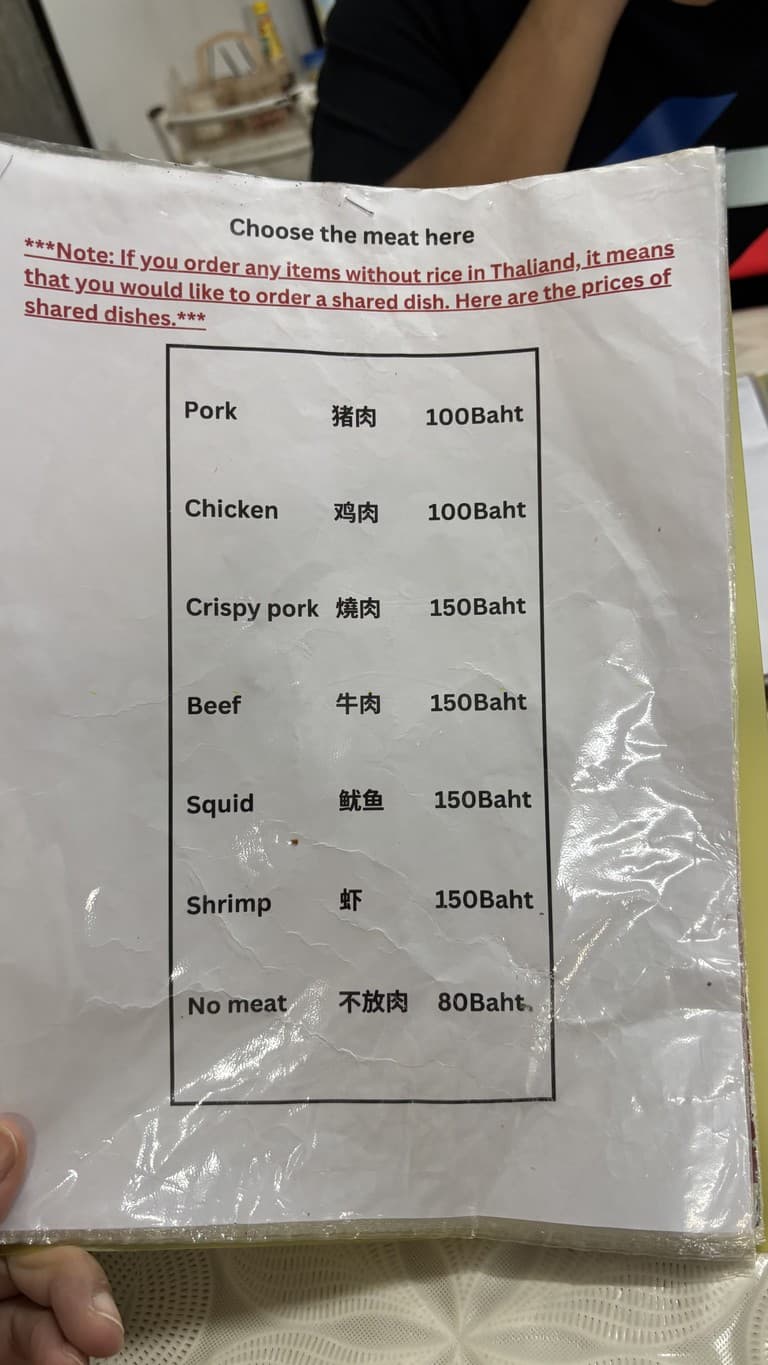 Choose the meat here
***Note: If you order any items without rice in Thaliand, it means
that you would like to order a shared dish. Here are the prices of
shared dishes.***
Pork 猪肉 100Baht
Chicken 鸡肉 100Baht
Crispy pork 燒肉 150Baht
Beef 牛肉 150Baht
Squid 鱿鱼 150Baht
Shrimp 虾 150Baht
No meat 不放肉 80Baht